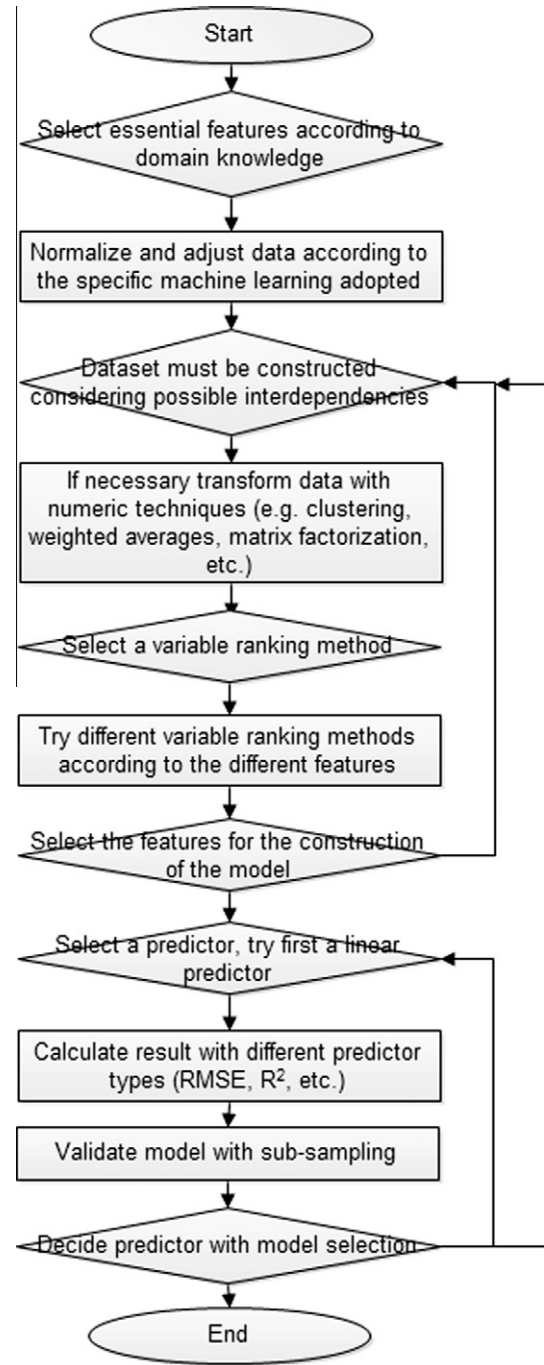 Start
Select essential features according to
domain knowledge
Normalize and adjust data according to
the specific machine learning adopted
Dataset must be constructed
considering possible interdependencies
If necessary transform data with
numeric techniques (e.g. clustering,
weighted averages, matrix factorization,
etc.)
Select a variable ranking method
Try different variable ranking methods
according to the different features
Select the features for the construction
of the model
Select a predictor, try first a linear
predictor
Calculate result with different predictor
types (RMSE, R², etc.)
Validate model with sub-sampling
Decide predictor with model selection
End